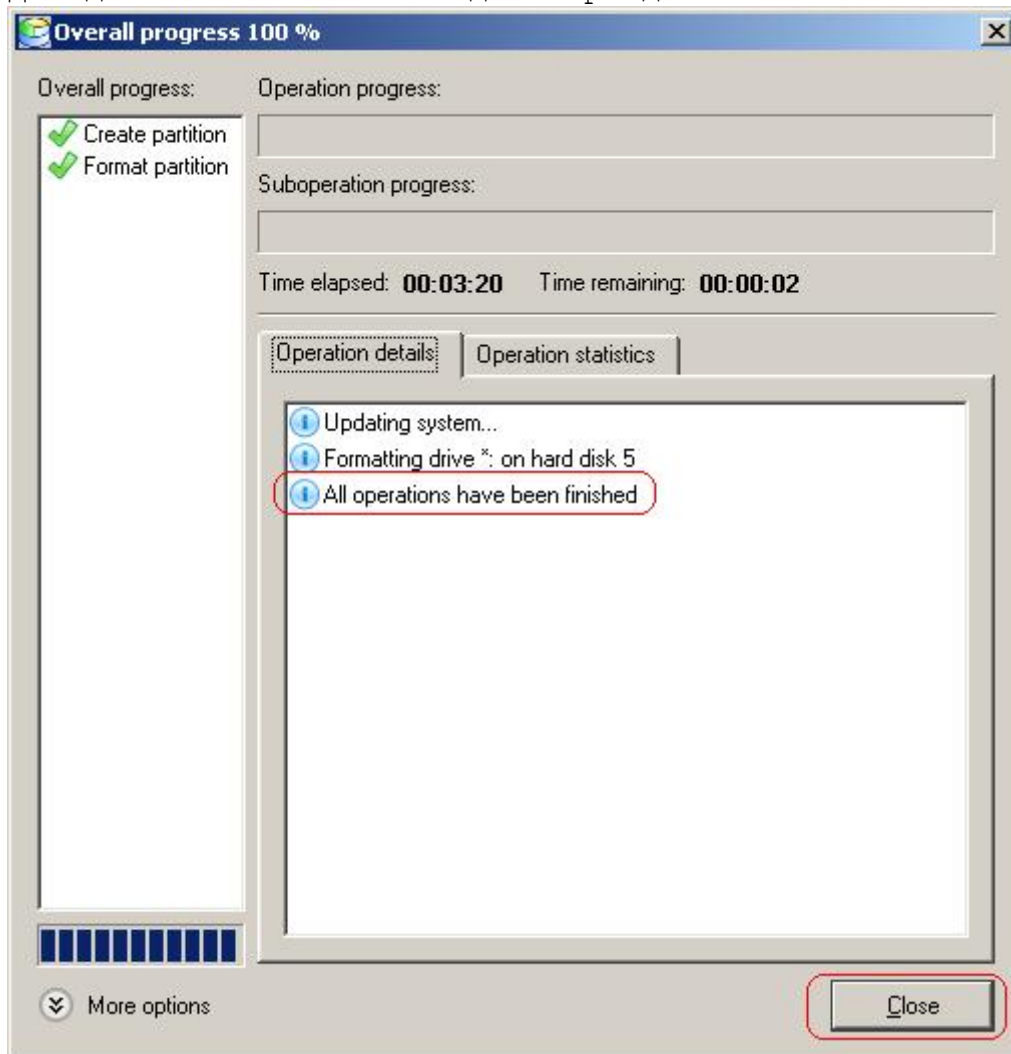 Overall progress 100 %
Overall progress:
Create partition
Format partition
Operation progress:
Suboperation progress:
Time elapsed: 00:03:20 Time remaining: 00:00:02
Operation details Operation statistics
Updating system...
Formatting drive *: on hard disk 5
All operations have been finished
More options
Close